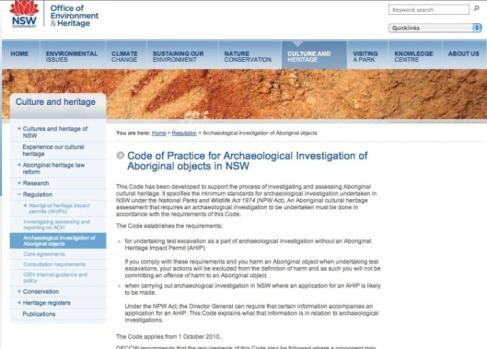 NSW
GOVERNMENT
Office of
Environment
& Heritage
Keyword search
Quicklinks
HOME
ENVIRONMENTAL
ISSUES
CLIMATE
CHANGE
SUSTAINING OUR
ENVIRONMENT
NATURE
CONSERVATION
CULTURE AND
HERITAGE
VISITING
A PARK
KNOWLEDGE
CENTRE
ABOUT US
Culture and heritage
+ Cultures and heritage of
NSW
Experience our cultural
heritage
+ Aboriginal heritage law
reform
+ Research
− Regulation
+ Aboriginal heritage impact
permits (AHIPs)
Investigating, assessing and
reporting on ACH
Archaeological investigation of
Aboriginal objects
Care agreements
Consultation requirements
OEH internal guidance and
policy
+ Conservation
+ Heritage registers
Publications
You are here: Home > Regulation > Archaeological investigation of Aboriginal objects
Code of Practice for Archaeological Investigation of
Aboriginal objects in NSW
This Code has been developed to support the process of investigating and assessing Aboriginal
cultural heritage. It specifies the minimum standards for archaeological investigation undertaken in
NSW under the National Parks and Wildlife Act 1974 (NPW Act). An Aboriginal cultural heritage
assessment that requires an archaeological investigation to be undertaken must be done in
accordance with the requirements of this Code.
The Code establishes the requirements:
• for undertaking test excavation as a part of archaeological investigation without an Aboriginal
Heritage Impact Permit (AHIP).
If you comply with these requirements and you harm an Aboriginal object when undertaking test
excavations, your actions will be excluded from the definition of harm and as such you will not be
committing an offence of harm to an Aboriginal object.
• when carrying out archaeological investigation in NSW where an application for an AHIP is likely
to be made.
Under the NPW Act, the Director General can require that certain information accompanies an
application for an AHIP. This Code explains what that information is in relation to archaeological
investigations.
The Code applies from 1 October 2010.
DECCW recommends that the requirements of this Code also be followed where a proponent may